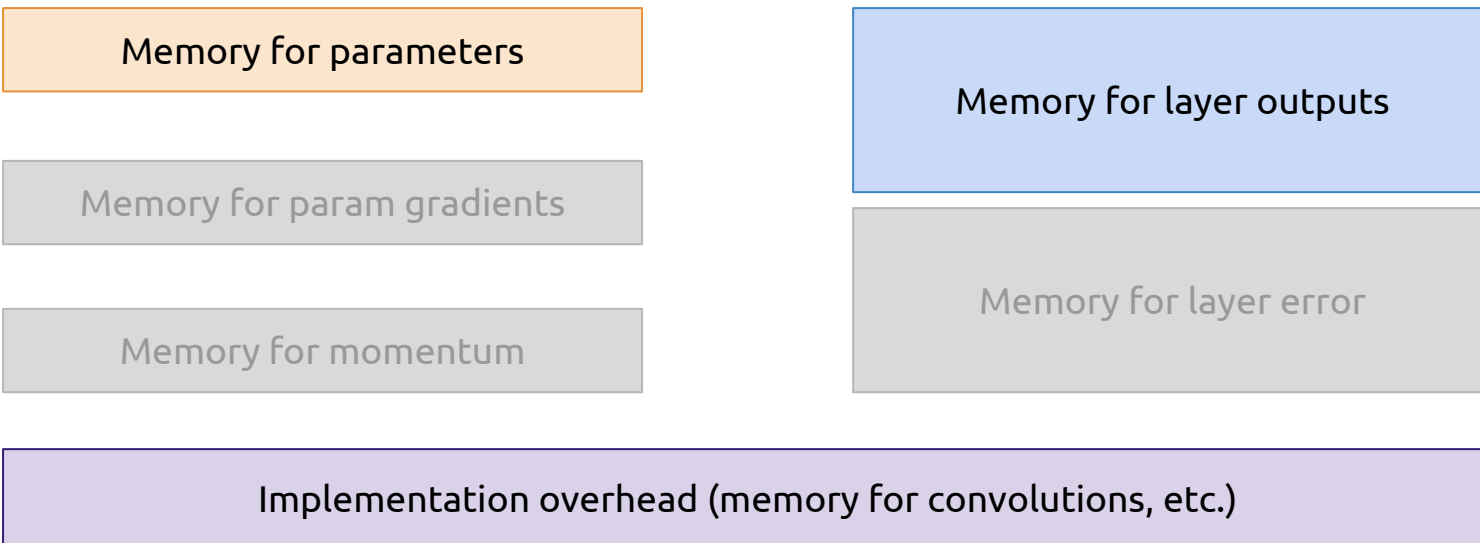 Memory for parameters
Memory for layer outputs
Memory for param gradients
Memory for layer error
Memory for momentum
Implementation overhead (memory for convolutions, etc.)